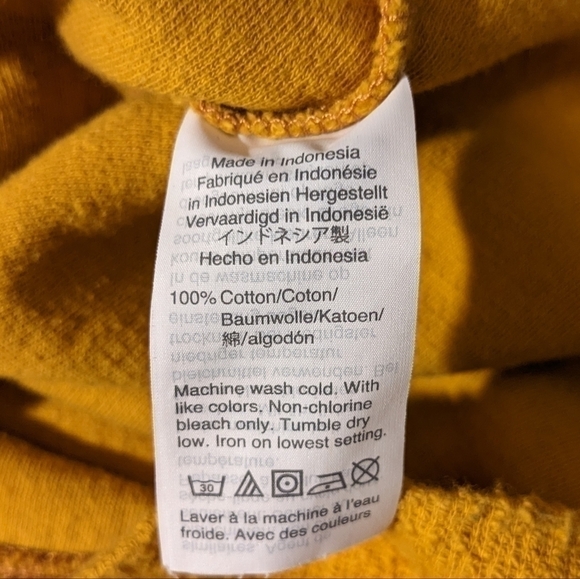 Made in Indonesia
Fabriqué en Indonésie
in Indonesien Hergestellt
Vervaardigd in Indonesië
インドネシア製
Hecho en Indonesia
100% Cotton/Coton/
Baumwolle/Katoen/
綿/algodón
Machine wash cold. With
like colors. Non-chlorine
bleach only. Tumble dry
low. Iron on lowest setting.
30
Laver à la machine à l'eau
froide. Avec des couleurs